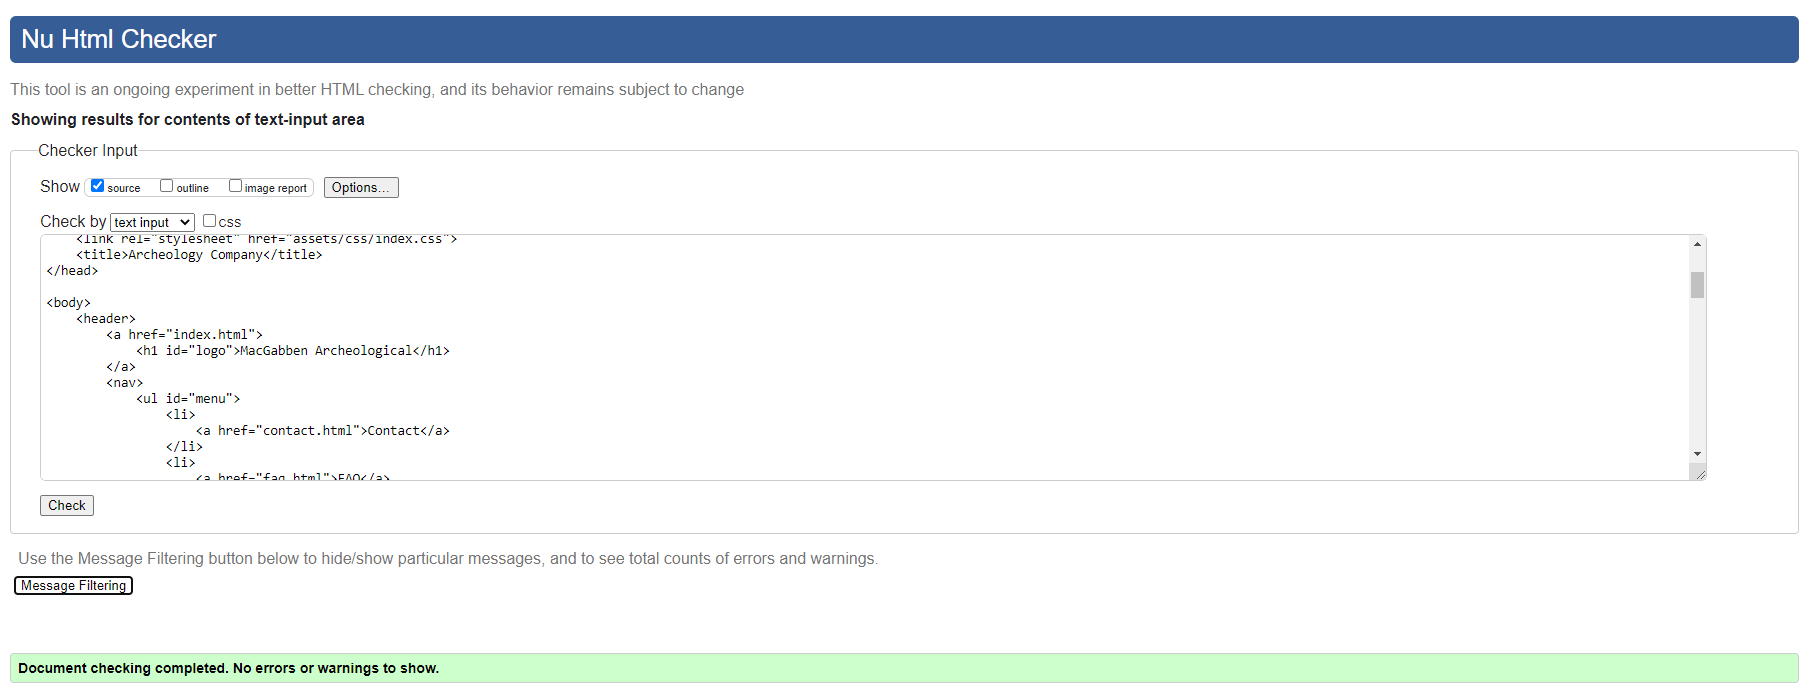 Nu Html Checker
This tool is an ongoing experiment in better HTML checking, and its behavior remains subject to change
Showing results for contents of text-input area
Checker Input
Show source outline image report Options...
Check by text input css
<link rel="stylesheet" href="assets/css/index.css">
<title>Archeology Company</title>
</head>
<body>
<header>
<a href="index.html">
<h1 id="logo">MacGabben Archeological</h1>
</a>
<nav>
<ul id="menu">
<li>
<a href="contact.html">Contact</a>
</li>
<li>
<a href="faq.html">FAQ</a>
Check
Use the Message Filtering button below to hide/show particular messages, and to see total counts of errors and warnings.
Message Filtering
Document checking completed. No errors or warnings to show.